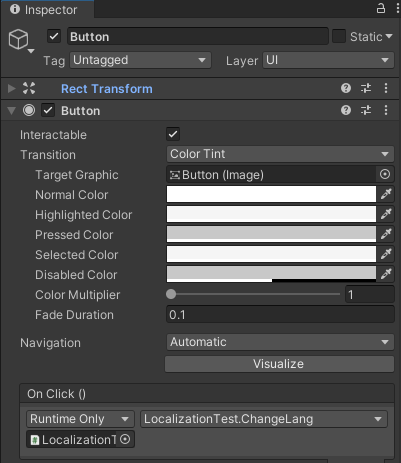 Inspector
Button Static
Tag Untagged Layer UI
Rect Transform
Button
Interactable
Transition Color Tint
Target Graphic Button (Image)
Normal Color
Highlighted Color
Pressed Color
Selected Color
Disabled Color
Color Multiplier 1
Fade Duration 0.1
Navigation Automatic
Visualize
On Click ()
Runtime Only LocalizationTest.ChangeLang
LocalizationT